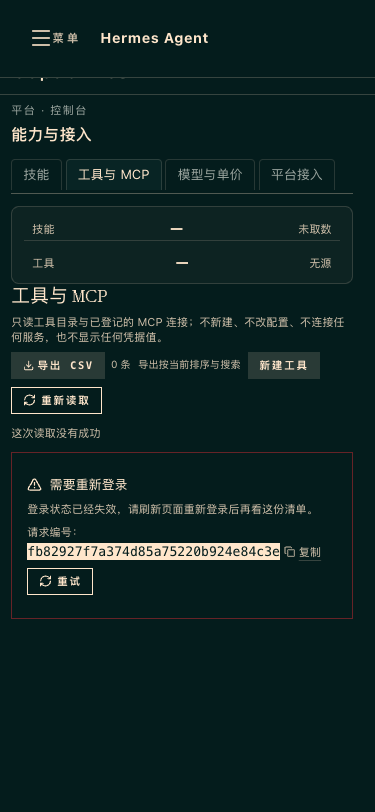 菜单
Hermes Agent
平台 · 控制台
能力与接入
技能
工具与 MCP
模型与单价
平台接入
技能 — 未取数
工具 — 无源
工具与 MCP
只读工具目录与已登记的 MCP 连接；不新建、不改配置、不连接任
何服务，也不显示任何凭据值。
导出 CSV
0 条 导出按当前排序与搜索
新建工具
重新读取
这次读取没有成功
需要重新登录
登录状态已经失效，请刷新页面重新登录后再看这份清单。
请求编号：
fb82927f7a374d85a75220b924e84c3e 复制
重试